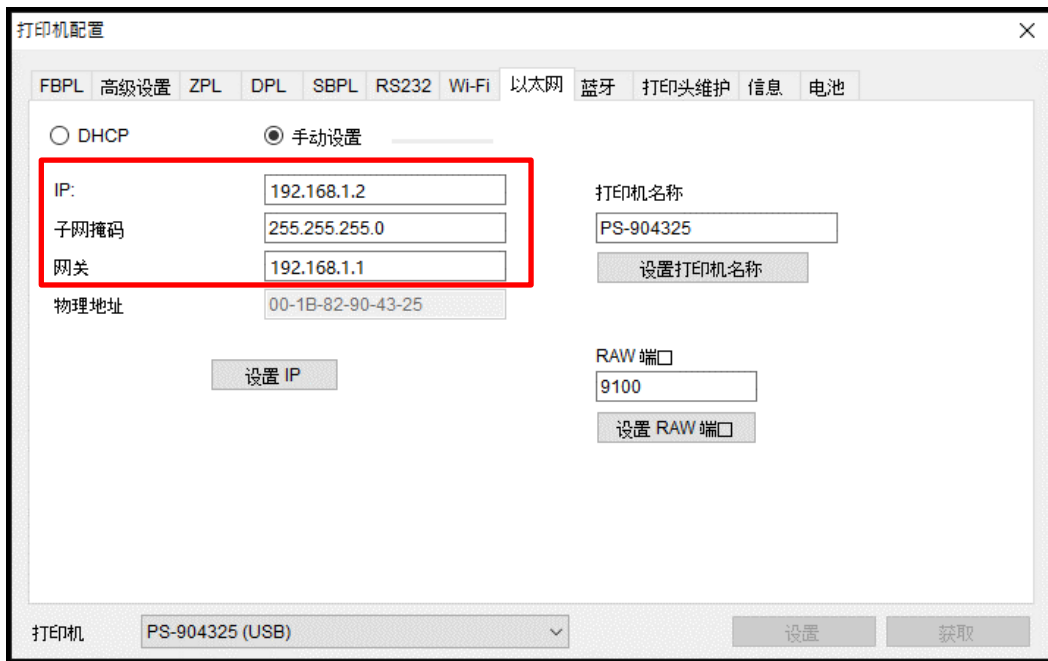 打印机配置
FBPL 高级设置 ZPL DPL SBPL RS232 Wi-Fi 以太网 蓝牙 打印头维护 信息 电池
DHCP 手动设置
IP: 192.168.1.2
打印机名称
子网掩码 255.255.255.0
PS-904325
网关 192.168.1.1
设置打印机名称
物理地址 00-1B-82-90-43-25
RAW 端口
设置 IP
9100
设置 RAW 端口
打印机 PS-904325 (USB) 设置 获取